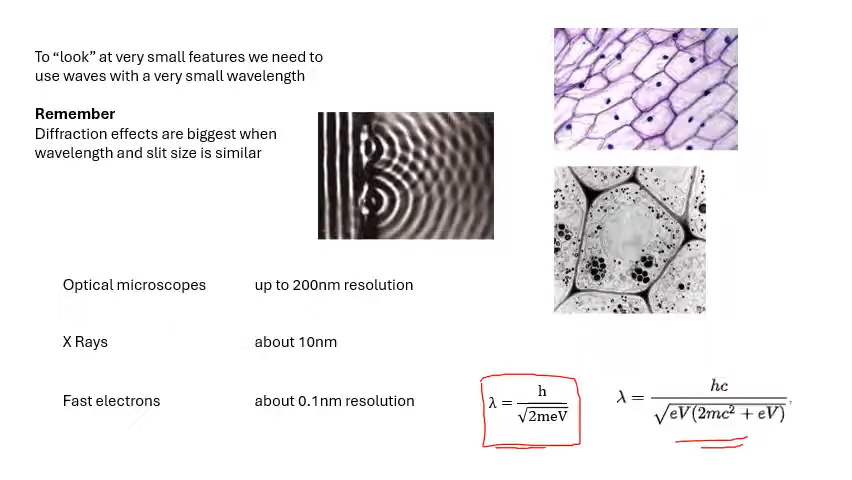 To “look” at very small features we need to
use waves with a very small wavelength
Remember
Diffraction effects are biggest when
wavelength and slit size is similar
Optical microscopes up to 200nm resolution
X Rays about 10nm
Fast electrons about 0.1nm resolution
λ = h / √2meV
λ = hc / √eV(2mc² + eV) ,